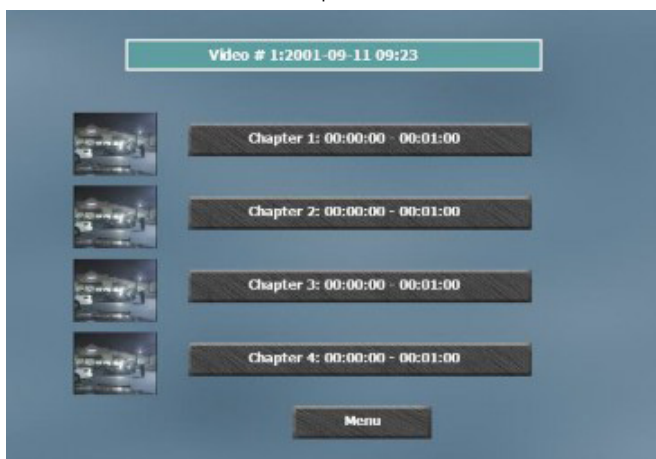 Video # 1:2001-09-11 09:23
Chapter 1: 00:00:00 - 00:01:00
Chapter 2: 00:00:00 - 00:01:00
Chapter 3: 00:00:00 - 00:01:00
Chapter 4: 00:00:00 - 00:01:00
Menu